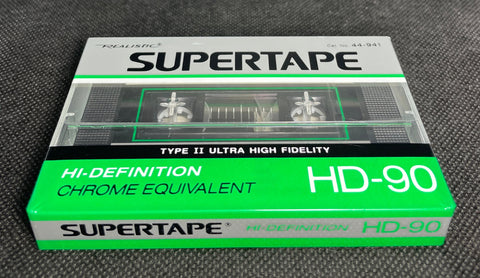 REALISTIC®
Cat. No. 44-941
SUPERTAPE
TYPE II ULTRA HIGH FIDELITY
HI-DEFINITION
CHROME EQUIVALENT
HD-90
SUPERTAPE® HI-DEFINITION HD-90